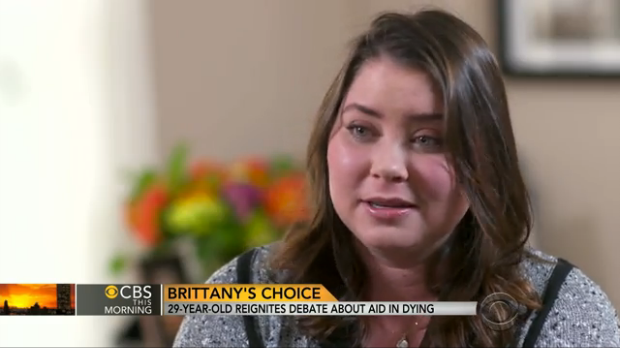 CBS
THIS
MORNING
BRITTANY'S CHOICE
29-YEAR-OLD REIGNITES DEBATE ABOUT AID IN DYING